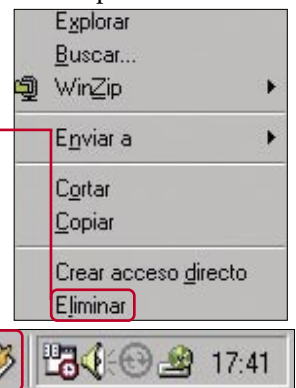 Explorar
Buscar...
WinZip
Enviar a
Cortar
Copiar
Crear acceso directo
Eliminar
17:41